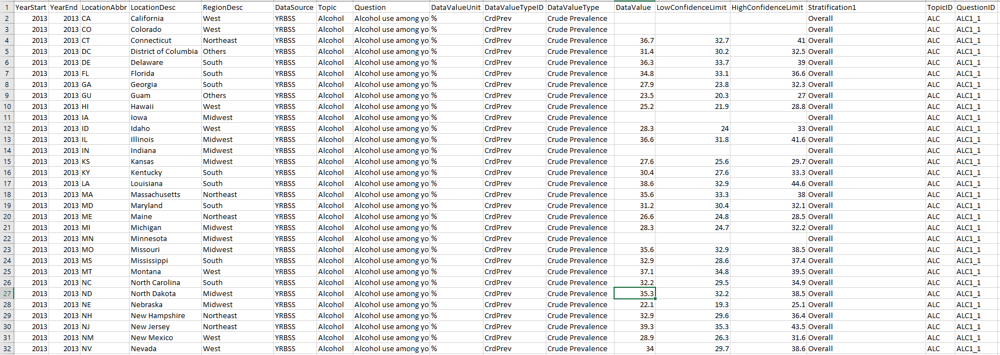 1 YearStart YearEnd LocationAbbr LocationDesc RegionDesc DataSource Topic Question DataValueUnit DataValueTypeID DataValueType DataValue LowConfidenceLimit HighConfidenceLimit Stratification1 TopicID QuestionID
2 2013 2013 CA California West YRBSS Alcohol Alcohol use among yo % CrdPrev Crude Prevalence Overall ALC ALC1_1
3 2013 2013 CO Colorado West YRBSS Alcohol Alcohol use among yo % CrdPrev Crude Prevalence Overall ALC ALC1_1
4 2013 2013 CT Connecticut Northeast YRBSS Alcohol Alcohol use among yo % CrdPrev Crude Prevalence 36.7 32.7 41 Overall ALC ALC1_1
5 2013 2013 DC District of Columbia Others YRBSS Alcohol Alcohol use among yo % CrdPrev Crude Prevalence 31.4 30.2 32.5 Overall ALC ALC1_1
6 2013 2013 DE Delaware South YRBSS Alcohol Alcohol use among yo % CrdPrev Crude Prevalence 36.3 33.7 39 Overall ALC ALC1_1
7 2013 2013 FL Florida South YRBSS Alcohol Alcohol use among yo % CrdPrev Crude Prevalence 34.8 33.1 36.6 Overall ALC ALC1_1
8 2013 2013 GA Georgia South YRBSS Alcohol Alcohol use among yo % CrdPrev Crude Prevalence 27.9 23.8 32.3 Overall ALC ALC1_1
9 2013 2013 GU Guam Others YRBSS Alcohol Alcohol use among yo % CrdPrev Crude Prevalence 23.5 20.3 27 Overall ALC ALC1_1
10 2013 2013 HI Hawaii West YRBSS Alcohol Alcohol use among yo % CrdPrev Crude Prevalence 25.2 21.9 28.8 Overall ALC ALC1_1
11 2013 2013 IA Iowa Midwest YRBSS Alcohol Alcohol use among yo % CrdPrev Crude Prevalence Overall ALC ALC1_1
12 2013 2013 ID Idaho West YRBSS Alcohol Alcohol use among yo % CrdPrev Crude Prevalence 28.3 24 33 Overall ALC ALC1_1
13 2013 2013 IL Illinois Midwest YRBSS Alcohol Alcohol use among yo % CrdPrev Crude Prevalence 36.6 31.8 41.6 Overall ALC ALC1_1
14 2013 2013 IN Indiana Midwest YRBSS Alcohol Alcohol use among yo % CrdPrev Crude Prevalence Overall ALC ALC1_1
15 2013 2013 KS Kansas Midwest YRBSS Alcohol Alcohol use among yo % CrdPrev Crude Prevalence 27.6 25.6 29.7 Overall ALC ALC1_1
16 2013 2013 KY Kentucky South YRBSS Alcohol Alcohol use among yo % CrdPrev Crude Prevalence 30.4 27.6 33.3 Overall ALC ALC1_1
17 2013 2013 LA Louisiana South YRBSS Alcohol Alcohol use among yo % CrdPrev Crude Prevalence 38.6 32.9 44.6 Overall ALC ALC1_1
18 2013 2013 MA Massachusetts Northeast YRBSS Alcohol Alcohol use among yo % CrdPrev Crude Prevalence 35.6 33.3 38 Overall ALC ALC1_1
19 2013 2013 MD Maryland South YRBSS Alcohol Alcohol use among yo % CrdPrev Crude Prevalence 31.2 30.4 32.1 Overall ALC ALC1_1
20 2013 2013 ME Maine Northeast YRBSS Alcohol Alcohol use among yo % CrdPrev Crude Prevalence 26.6 24.8 28.5 Overall ALC ALC1_1
21 2013 2013 MI Michigan Midwest YRBSS Alcohol Alcohol use among yo % CrdPrev Crude Prevalence 28.3 24.7 32.2 Overall ALC ALC1_1
22 2013 2013 MN Minnesota Midwest YRBSS Alcohol Alcohol use among yo % CrdPrev Crude Prevalence Overall ALC ALC1_1
23 2013 2013 MO Missouri Midwest YRBSS Alcohol Alcohol use among yo % CrdPrev Crude Prevalence 35.6 32.9 38.5 Overall ALC ALC1_1
24 2013 2013 MS Mississippi South YRBSS Alcohol Alcohol use among yo % CrdPrev Crude Prevalence 32.9 28.6 37.4 Overall ALC ALC1_1
25 2013 2013 MT Montana West YRBSS Alcohol Alcohol use among yo % CrdPrev Crude Prevalence 37.1 34.8 39.5 Overall ALC ALC1_1
26 2013 2013 NC North Carolina South YRBSS Alcohol Alcohol use among yo % CrdPrev Crude Prevalence 32.2 29.5 34.9 Overall ALC ALC1_1
27 2013 2013 ND North Dakota Midwest YRBSS Alcohol Alcohol use among yo % CrdPrev Crude Prevalence 35.3 32.2 38.5 Overall ALC ALC1_1
28 2013 2013 NE Nebraska Midwest YRBSS Alcohol Alcohol use among yo % CrdPrev Crude Prevalence 22.1 19.3 25.1 Overall ALC ALC1_1
29 2013 2013 NH New Hampshire Northeast YRBSS Alcohol Alcohol use among yo % CrdPrev Crude Prevalence 32.9 29.6 36.4 Overall ALC ALC1_1
30 2013 2013 NJ New Jersey Northeast YRBSS Alcohol Alcohol use among yo % CrdPrev Crude Prevalence 39.3 35.3 43.5 Overall ALC ALC1_1
31 2013 2013 NM New Mexico West YRBSS Alcohol Alcohol use among yo % CrdPrev Crude Prevalence 28.9 26.3 31.6 Overall ALC ALC1_1
32 2013 2013 NV Nevada West YRBSS Alcohol Alcohol use among yo % CrdPrev Crude Prevalence 34 29.7 38.6 Overall ALC ALC1_1